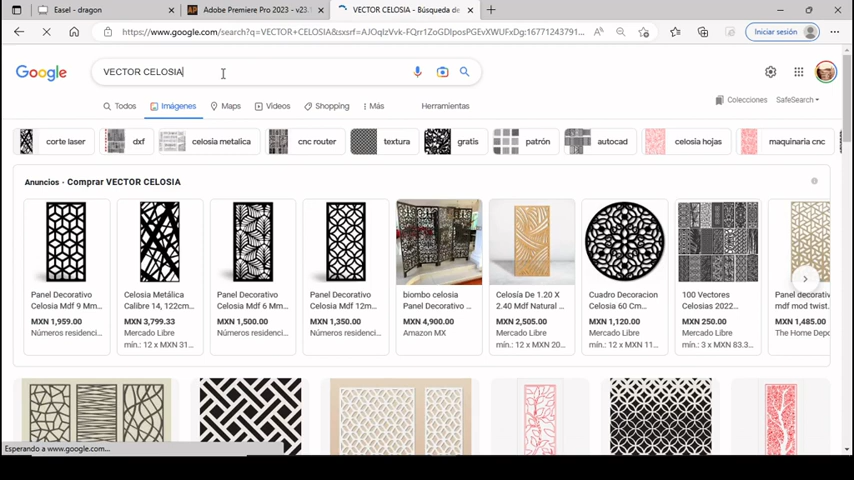 Easel - dragon
Adobe Premiere Pro 2023 - v23.
VECTOR CELOSIA - Búsqueda de
https://www.google.com/search?q=VECTOR+CELOSIA&sxsrf=
Iniciar sesión
Google
VECTOR CELOSIA
Todos
Imágenes
Maps
Videos
Shopping
Más
Herramientas
Colecciones
SafeSearch
corte laser
dxf
celosia metalica
cnc router
textura
gratis
patrón
autocad
celosia hojas
maquinaria cnc
Anuncios - Comprar VECTOR CELOSIA
Panel Decorativo
Celosia Mdf 9 Mm...
MXN 1,959.00
Números residenci...
Celosia Metálica
Calibre 14, 122cm...
MXN 3,799.33
Mercado Libre
mín.: 12 x MXN 31...
Panel Decorativo
Celosia Mdf 6 Mm...
MXN 1,500.00
Números residenci...
Panel Decorativo
Celosia Mdf 12m...
MXN 1,350.00
Números residenci...
biombo celosia
Panel Decorativo ...
MXN 4,900.00
Amazon MX
Celosía De 1.20 X
2.40 Mdf Natural ...
MXN 2,505.00
Mercado Libre
mín.: 12 x MXN 20...
Cuadro Decoracion
Celosia 60 Cm...
MXN 1,120.00
Mercado Libre
mín.: 12 x MXN 11...
100 Vectores
Celosias 2022...
MXN 250.00
Mercado Libre
mín.: 3 x MXN 83.3...
Panel decorativ
mdf mod twist.
MXN 1,485.00
The Home Depo
Esperando a www.google.com...